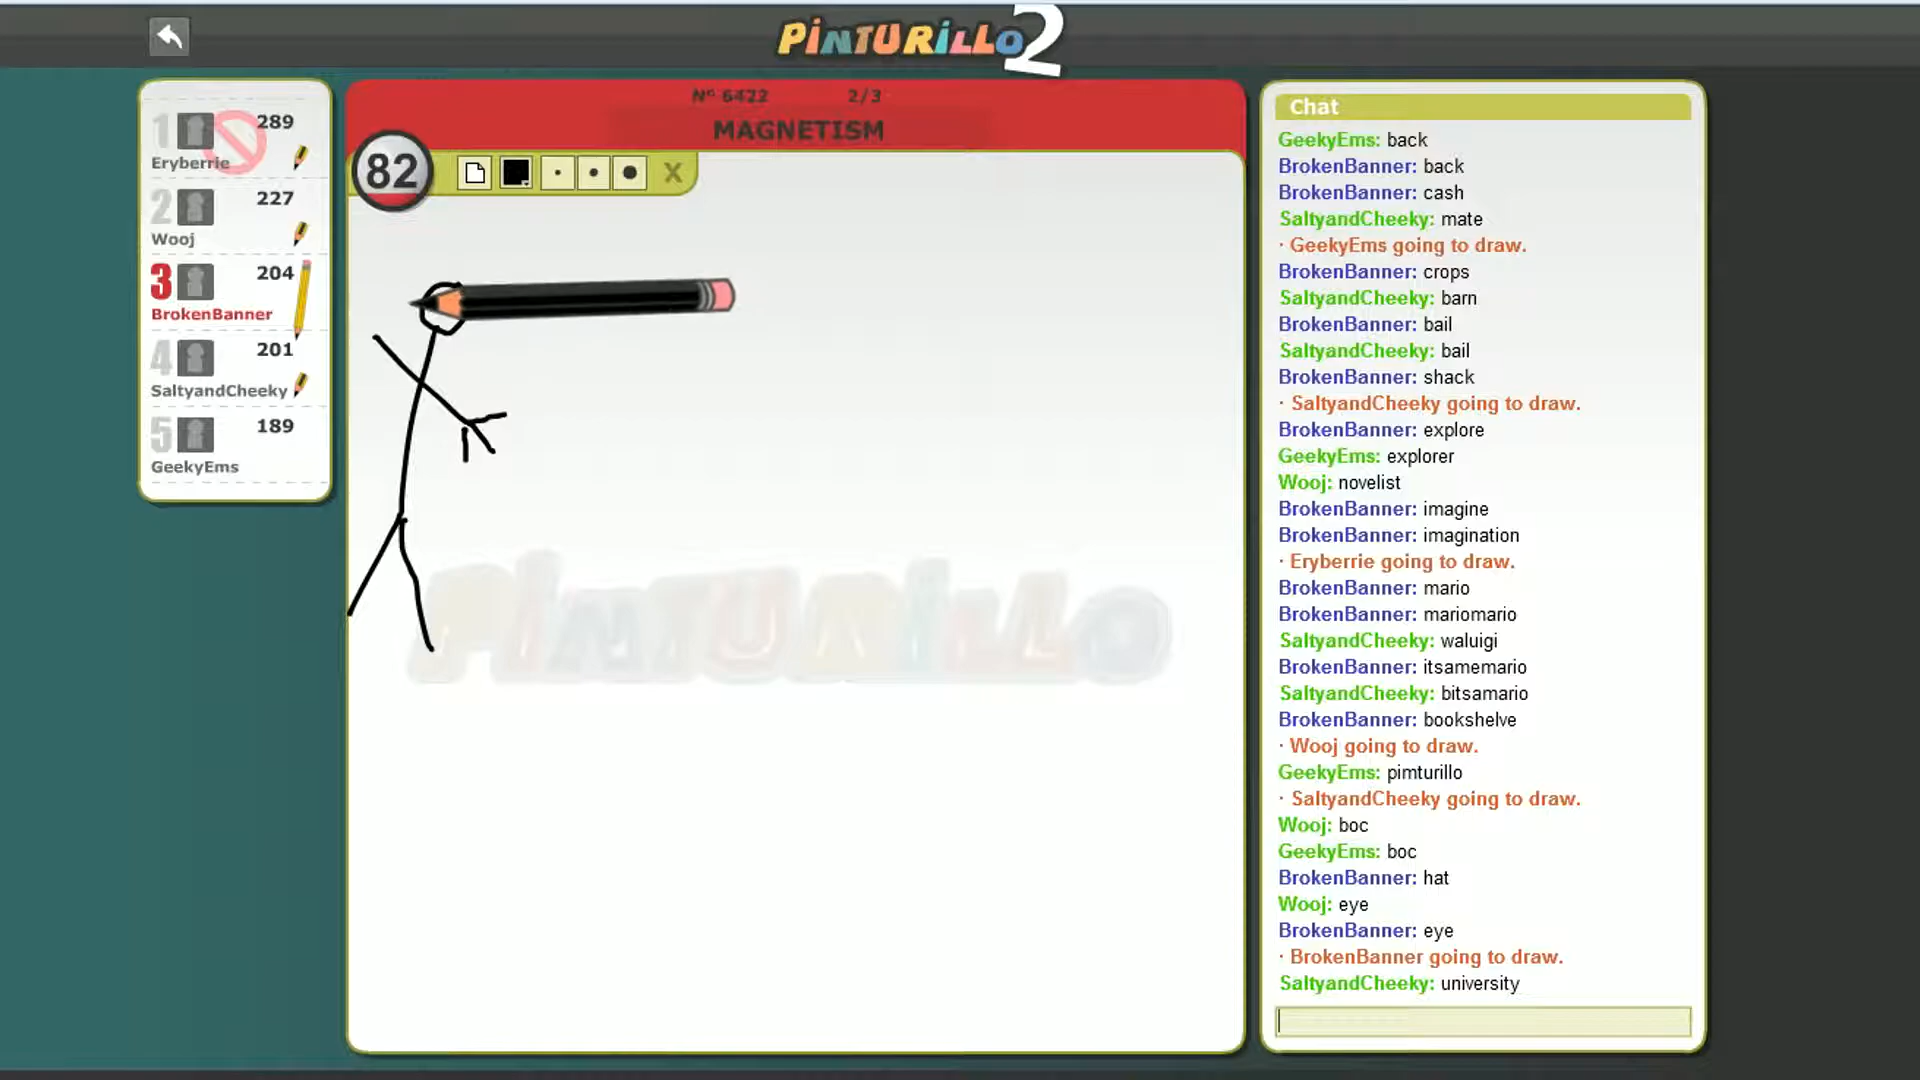 PINTURILLO 2
Nº 6422 2/3
MAGNETISM
82
X
1 289
Eryberrie
2 227
Wooj
3 204
BrokenBanner
4 201
SaltyandCheeky
5 189
GeekyEms
PINTURILLO
Chat
GeekyEms: back
BrokenBanner: back
BrokenBanner: cash
SaltyandCheeky: mate
· GeekyEms going to draw.
BrokenBanner: crops
SaltyandCheeky: barn
BrokenBanner: bail
SaltyandCheeky: bail
BrokenBanner: shack
· SaltyandCheeky going to draw.
BrokenBanner: explore
GeekyEms: explorer
Wooj: novelist
BrokenBanner: imagine
BrokenBanner: imagination
· Eryberrie going to draw.
BrokenBanner: mario
BrokenBanner: mariomario
SaltyandCheeky: waluigi
BrokenBanner: itsamemario
SaltyandCheeky: bitsamario
BrokenBanner: bookshelve
· Wooj going to draw.
GeekyEms: pimturillo
· SaltyandCheeky going to draw.
Wooj: boc
GeekyEms: boc
BrokenBanner: hat
Wooj: eye
BrokenBanner: eye
· BrokenBanner going to draw.
SaltyandCheeky: university